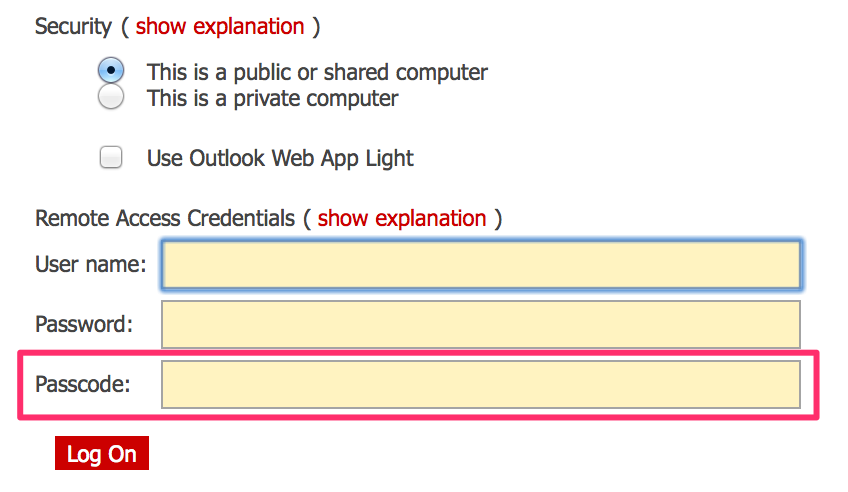 Security ( show explanation )
This is a public or shared computer
This is a private computer
Use Outlook Web App Light
Remote Access Credentials ( show explanation )
User name:
Password:
Passcode:
Log On